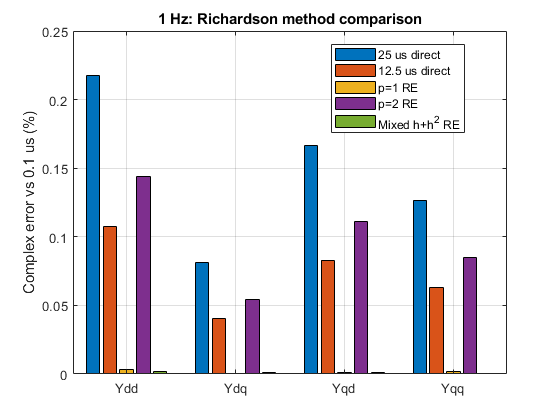 1 Hz: Richardson method comparison
Complex error vs 0.1 us (%)
0.25
0.2
0.15
0.1
0.05
0
25 us direct
12.5 us direct
p=1 RE
p=2 RE
Mixed h+h² RE
Ydd Ydq Yqd Yqq